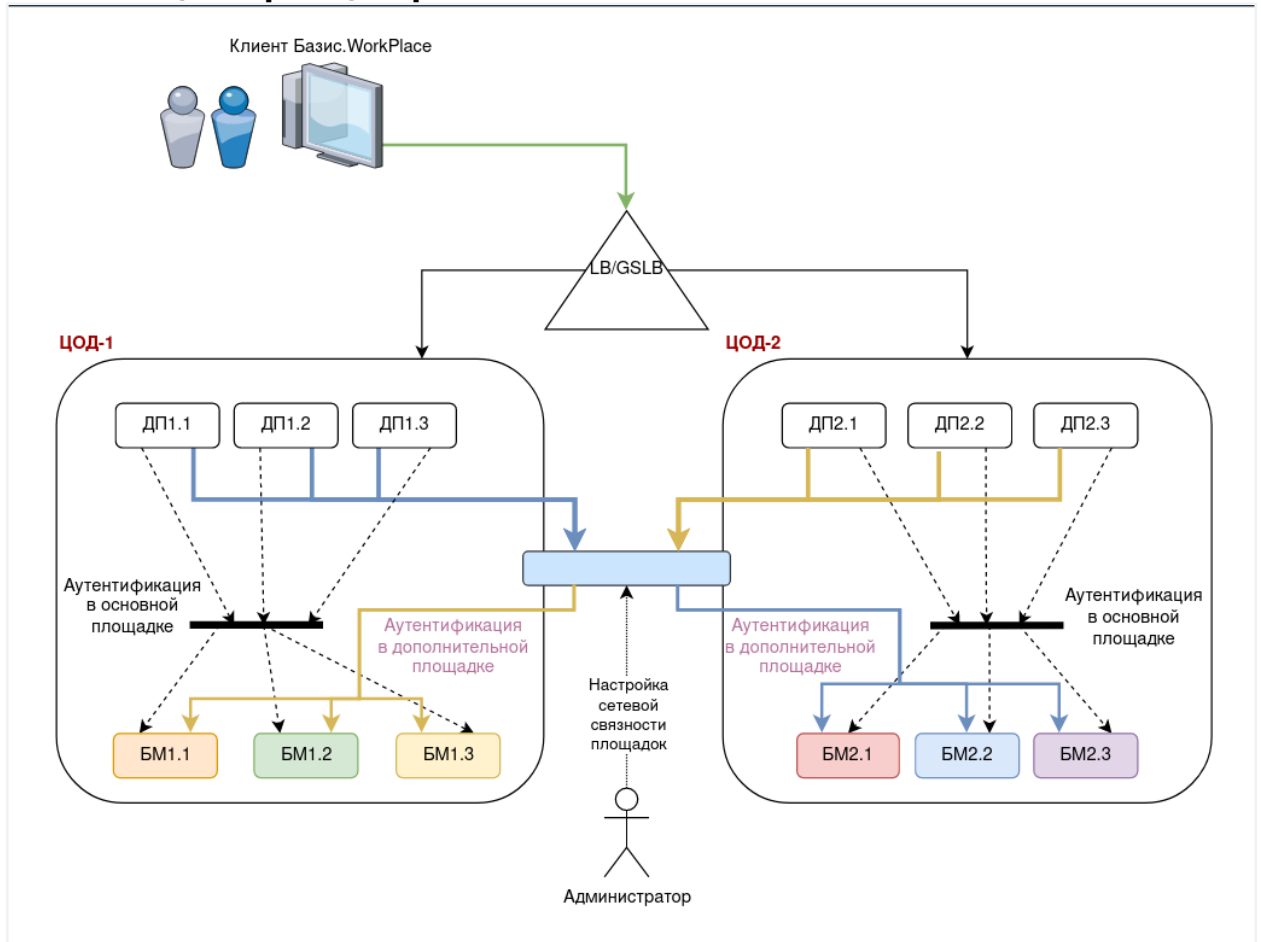 Клиент Базис.WorkPlace
LB/GSLB
ЦОД-1
ЦОД-2
ДП1.1
ДП1.2
ДП1.3
ДП2.1
ДП2.2
ДП2.3
Аутентификация
в основной
площадке
Аутентификация
в дополнительной
площадке
Аутентификация
в дополнительной
площадке
Аутентификация
в основной
площадке
Настройка
сетевой
связности
площадок
БМ1.1
БМ1.2
БМ1.3
БМ2.1
БМ2.2
БМ2.3
Администратор